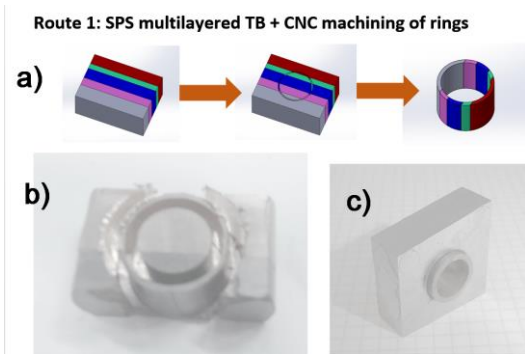 Route 1: SPS multilayered TB + CNC machining of rings
a)
b)
c)